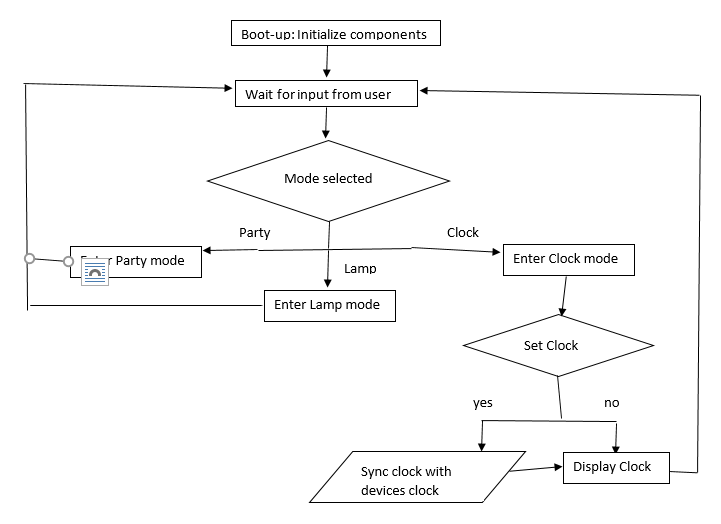 Boot-up: Initialize components
Wait for input from user
Mode selected
Party
Clock
Party mode
Enter Clock mode
Lamp
Enter Lamp mode
Set Clock
yes
no
Sync clock with
devices clock
Display Clock